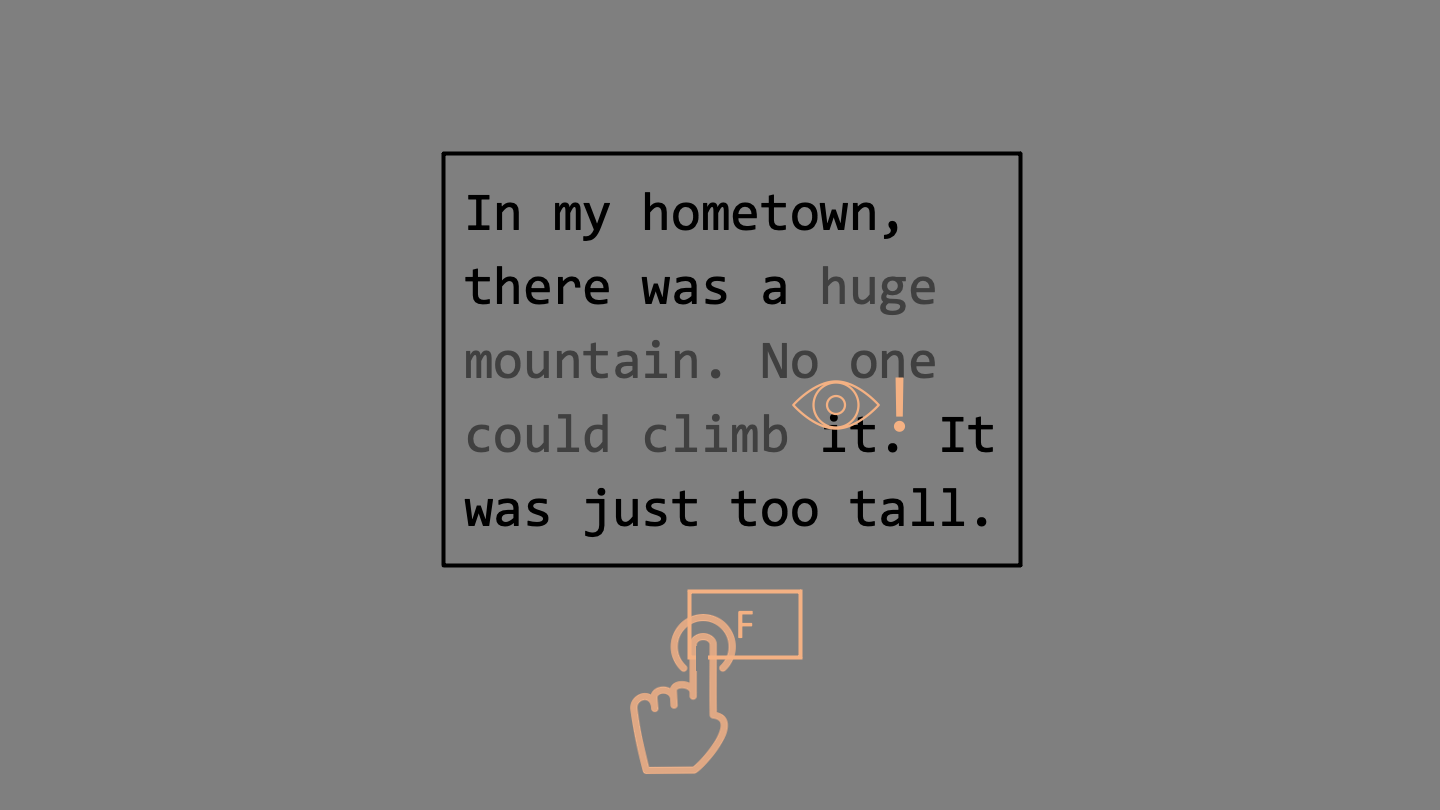 In my hometown,
there was a huge
mountain. No one
could climb it. It
was just too tall.
!
F